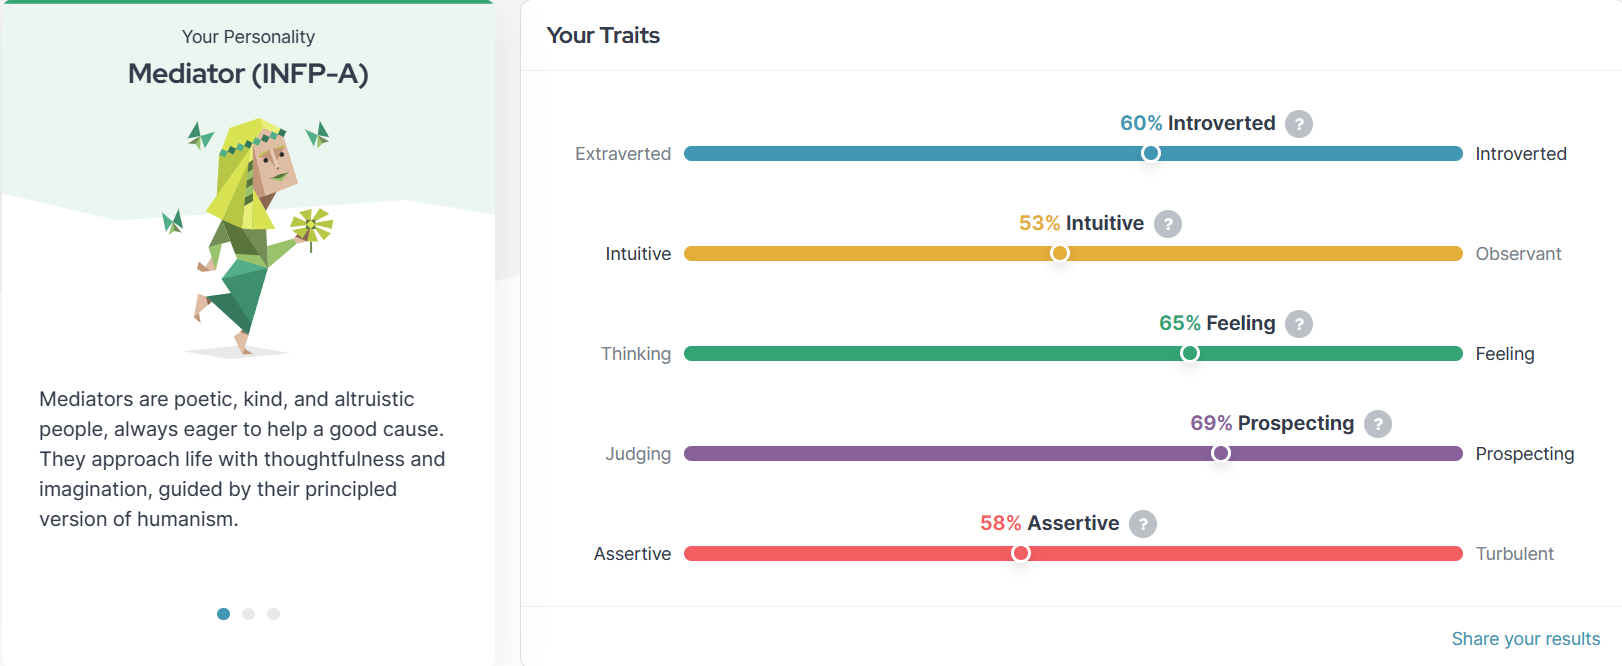 Your Personality
Mediator (INFP-A)
Mediators are poetic, kind, and altruistic
people, always eager to help a good cause.
They approach life with thoughtfulness and
imagination, guided by their principled
version of humanism.
Your Traits
60% Introverted ?
Extraverted Introverted
53% Intuitive ?
Intuitive Observant
65% Feeling ?
Thinking Feeling
69% Prospecting ?
Judging Prospecting
58% Assertive ?
Assertive Turbulent
Share your results